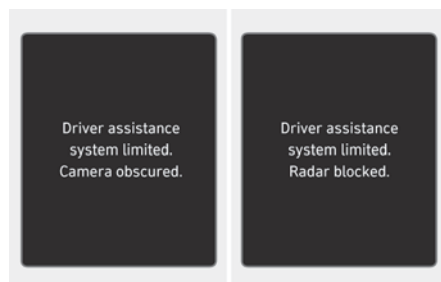 Driver assistance
system limited.
Camera obscured.
Driver assistance
system limited.
Radar blocked.